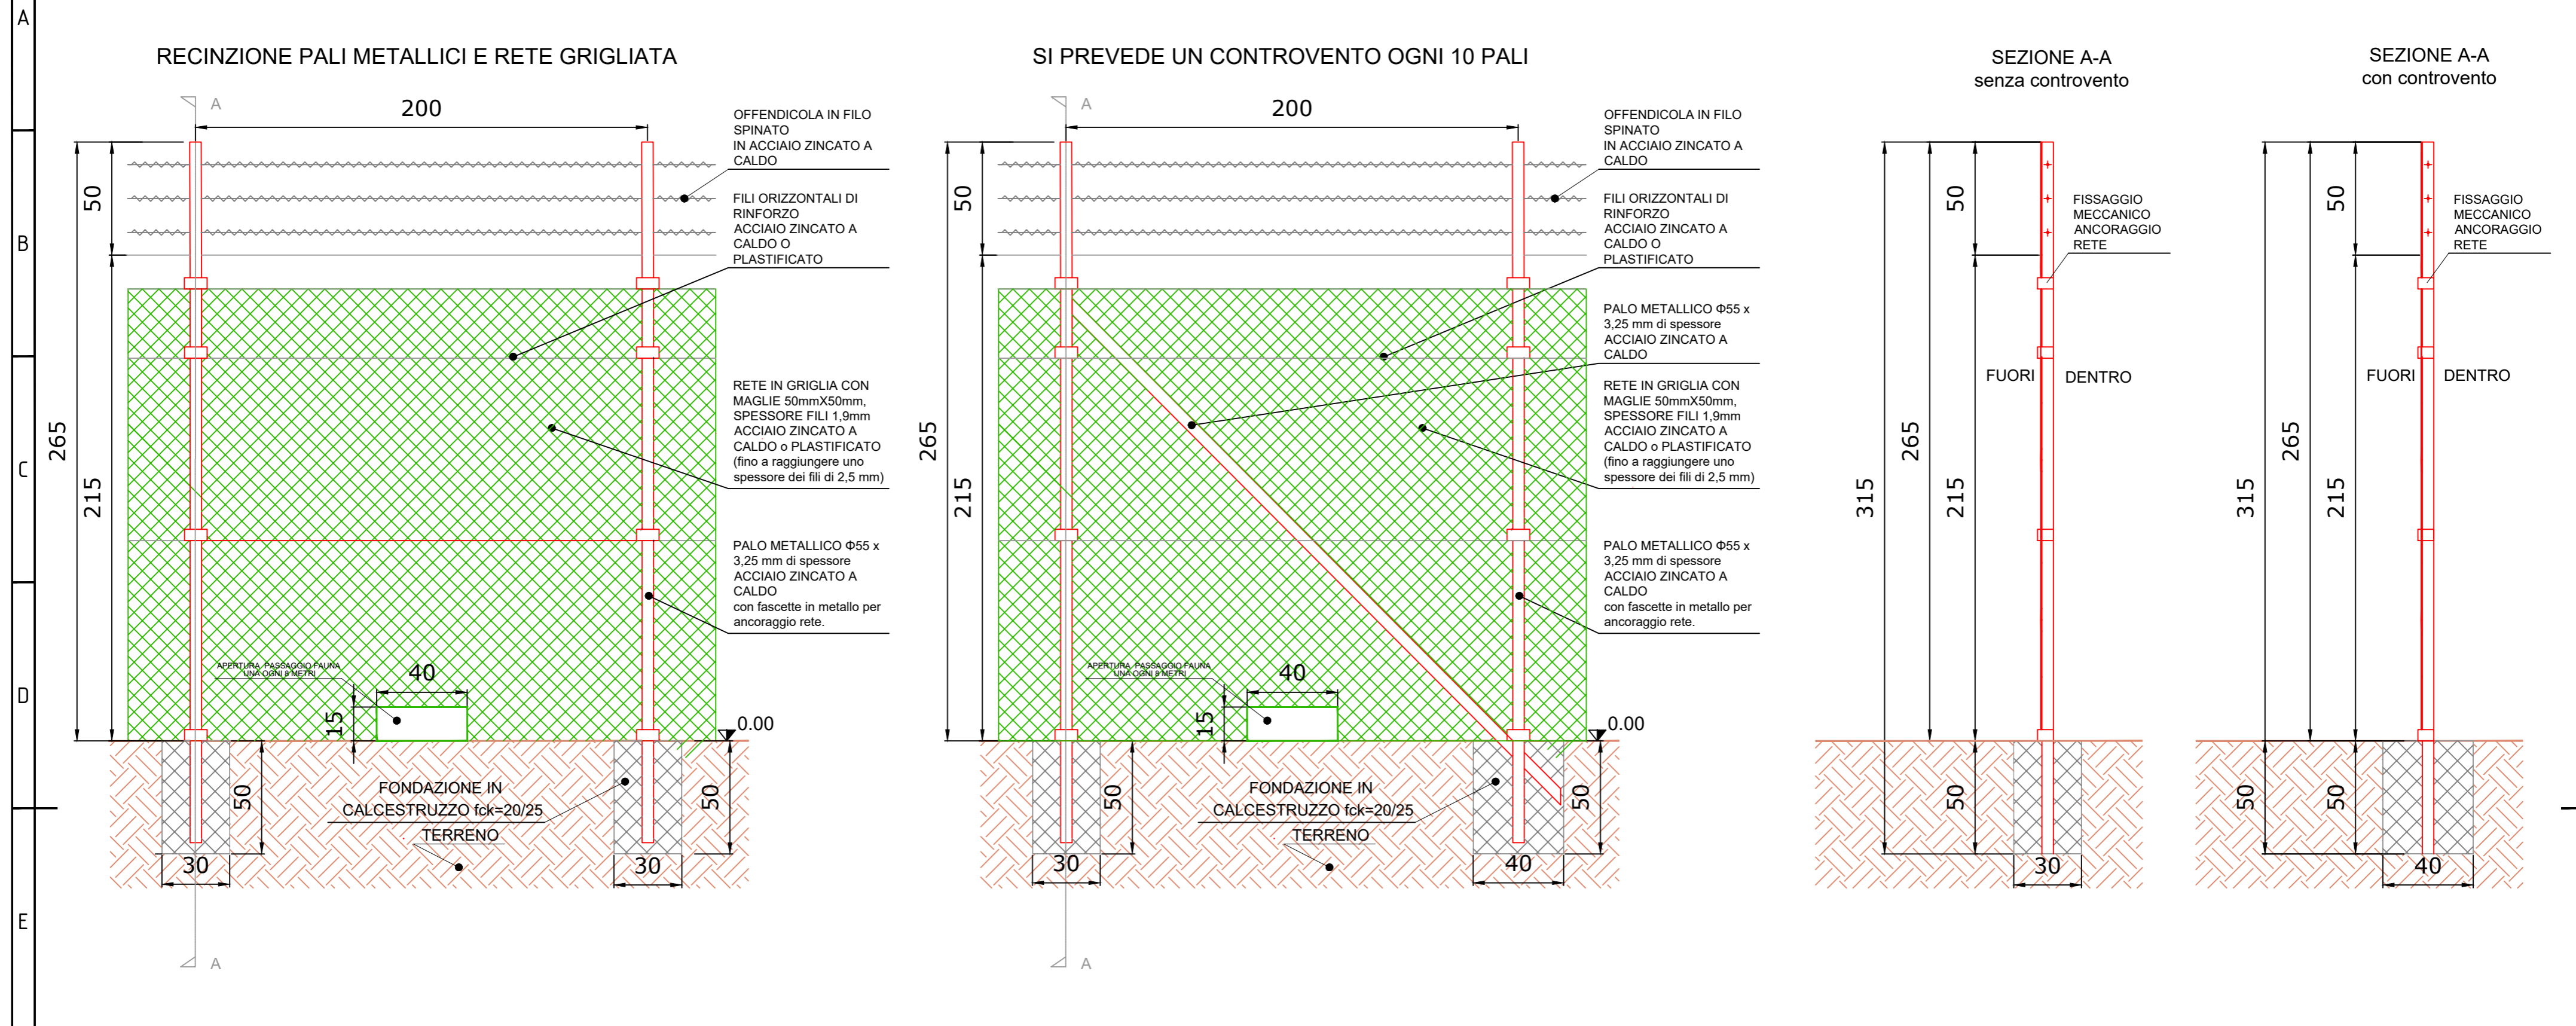 A
B
C
D
E
RECINZIONE PALI METALLICI E RETE GRIGLIATA
A
200
50
265
215
OFFENDICOLA IN FILO
SPINATO
IN ACCIAIO ZINCATO A
CALDO
FILI ORIZZONTALI DI
RINFORZO
ACCIAIO ZINCATO A
CALDO O
PLASTIFICATO
RETE IN GRIGLIA CON
MAGLIE 50mmX50mm,
SPESSORE FILI 1,9mm
ACCIAIO ZINCATO A
CALDO o PLASTIFICATO
(fino a raggiungere uno
spessore dei fili di 2,5 mm)
PALO METALLICO Φ55 x
3,25 mm di spessore
ACCIAIO ZINCATO A
CALDO
con fascette in metallo per
ancoraggio rete.
APERTURA PASSAGGIO FAUNA
UNA OGNI 8 METRI
40
15
0.00
50
50
FONDAZIONE IN
CALCESTRUZZO fck=20/25
TERRENO
30
30
A
SI PREVEDE UN CONTROVENTO OGNI 10 PALI
A
200
50
265
215
OFFENDICOLA IN FILO
SPINATO
IN ACCIAIO ZINCATO A
CALDO
FILI ORIZZONTALI DI
RINFORZO
ACCIAIO ZINCATO A
CALDO O
PLASTIFICATO
PALO METALLICO Φ55 x
3,25 mm di spessore
ACCIAIO ZINCATO A
CALDO
RETE IN GRIGLIA CON
MAGLIE 50mmX50mm,
SPESSORE FILI 1,9mm
ACCIAIO ZINCATO A
CALDO o PLASTIFICATO
(fino a raggiungere uno
spessore dei fili di 2,5 mm)
PALO METALLICO Φ55 x
3,25 mm di spessore
ACCIAIO ZINCATO A
CALDO
con fascette in metallo per
ancoraggio rete.
APERTURA PASSAGGIO FAUNA
UNA OGNI 8 METRI
40
15
0.00
50
50
FONDAZIONE IN
CALCESTRUZZO fck=20/25
TERRENO
30
40
A
SEZIONE A-A
senza controvento
50
FISSAGGIO
MECCANICO
ANCORAGGIO
RETE
FUORI
DENTRO
315
265
215
50
30
SEZIONE A-A
con controvento
50
FISSAGGIO
MECCANICO
ANCORAGGIO
RETE
FUORI
DENTRO
315
265
215
50
50
40